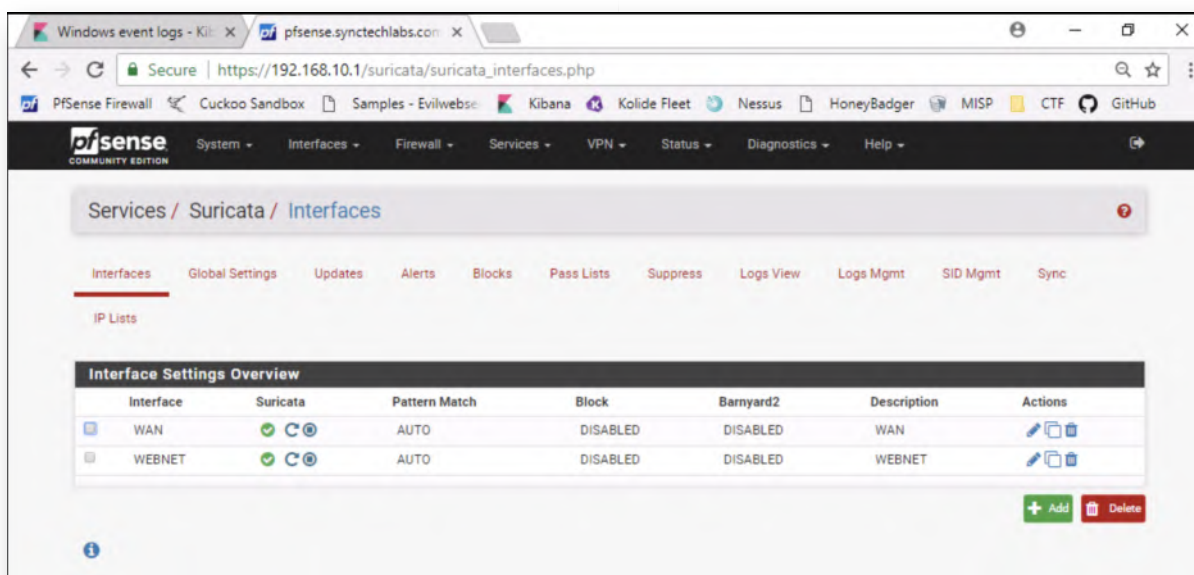 Windows event logs - Kib
pfsense.synctechlabs.com
Secure | https://192.168.10.1/suricata/suricata_interfaces.php
PfSense Firewall Cuckoo Sandbox Samples - Evilwebse Kibana Kolide Fleet Nessus HoneyBadger MISP CTF GitHub
pfsense System Interfaces Firewall Services VPN Status Diagnostics Help
COMMUNITY EDITION
Services / Suricata / Interfaces
Interfaces Global Settings Updates Alerts Blocks Pass Lists Suppress Logs View Logs Mgmt SID Mgmt Sync
IP Lists
Interface Settings Overview
Interface Suricata Pattern Match Block Barnyard2 Description Actions
WAN AUTO DISABLED DISABLED WAN
WEBNET AUTO DISABLED DISABLED WEBNET
Add Delete